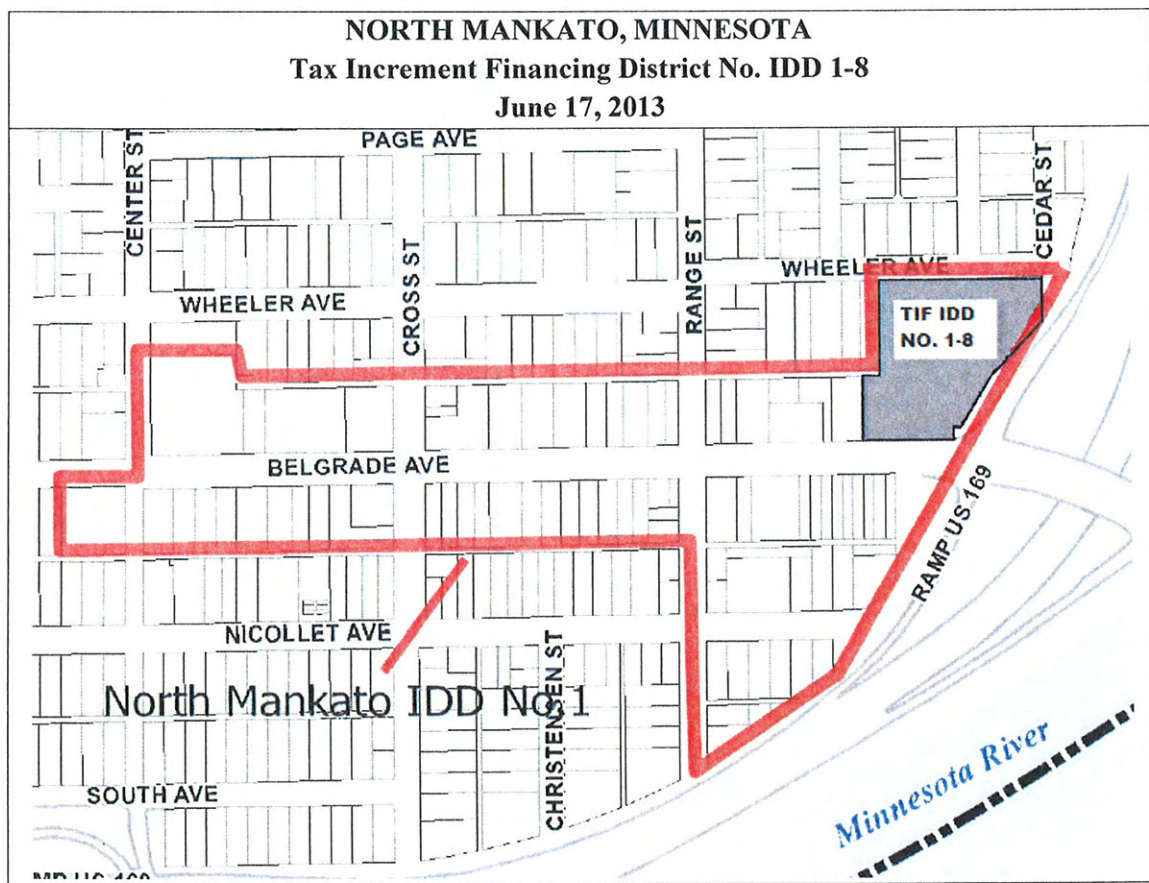 NORTH MANKATO, MINNESOTA
Tax Increment Financing District No. IDD 1-8
June 17, 2013
PAGE AVE
CENTER ST
CROSS ST
RANGE ST
CEDAR ST
WHEELER AVE
WHEELER AVE
TIF IDD
NO. 1-8
BELGRADE AVE
RAMP US 169
NICOLLET AVE
CHRISTENSEN ST
North Mankato IDD No.1
SOUTH AVE
Minnesota River